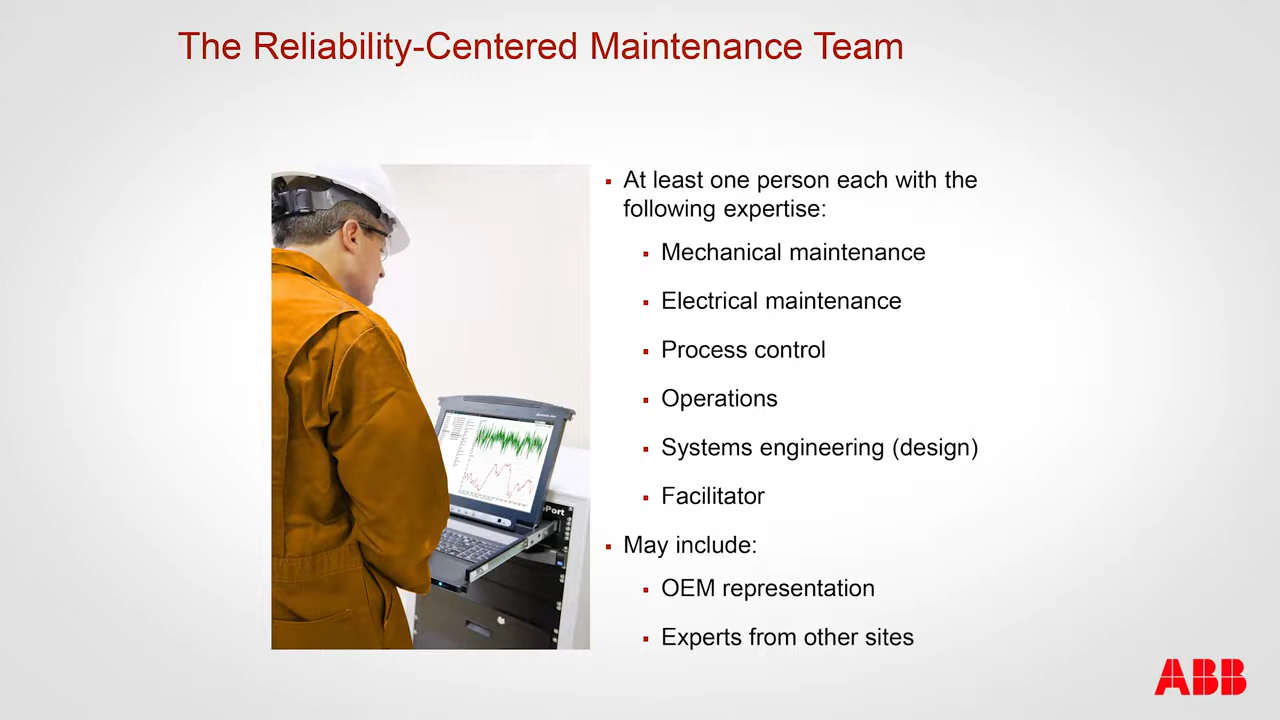 The Reliability-Centered Maintenance Team
At least one person each with the
following expertise:
Mechanical maintenance
Electrical maintenance
Process control
Operations
Systems engineering (design)
Facilitator
May include:
OEM representation
Experts from other sites
Port
ABB